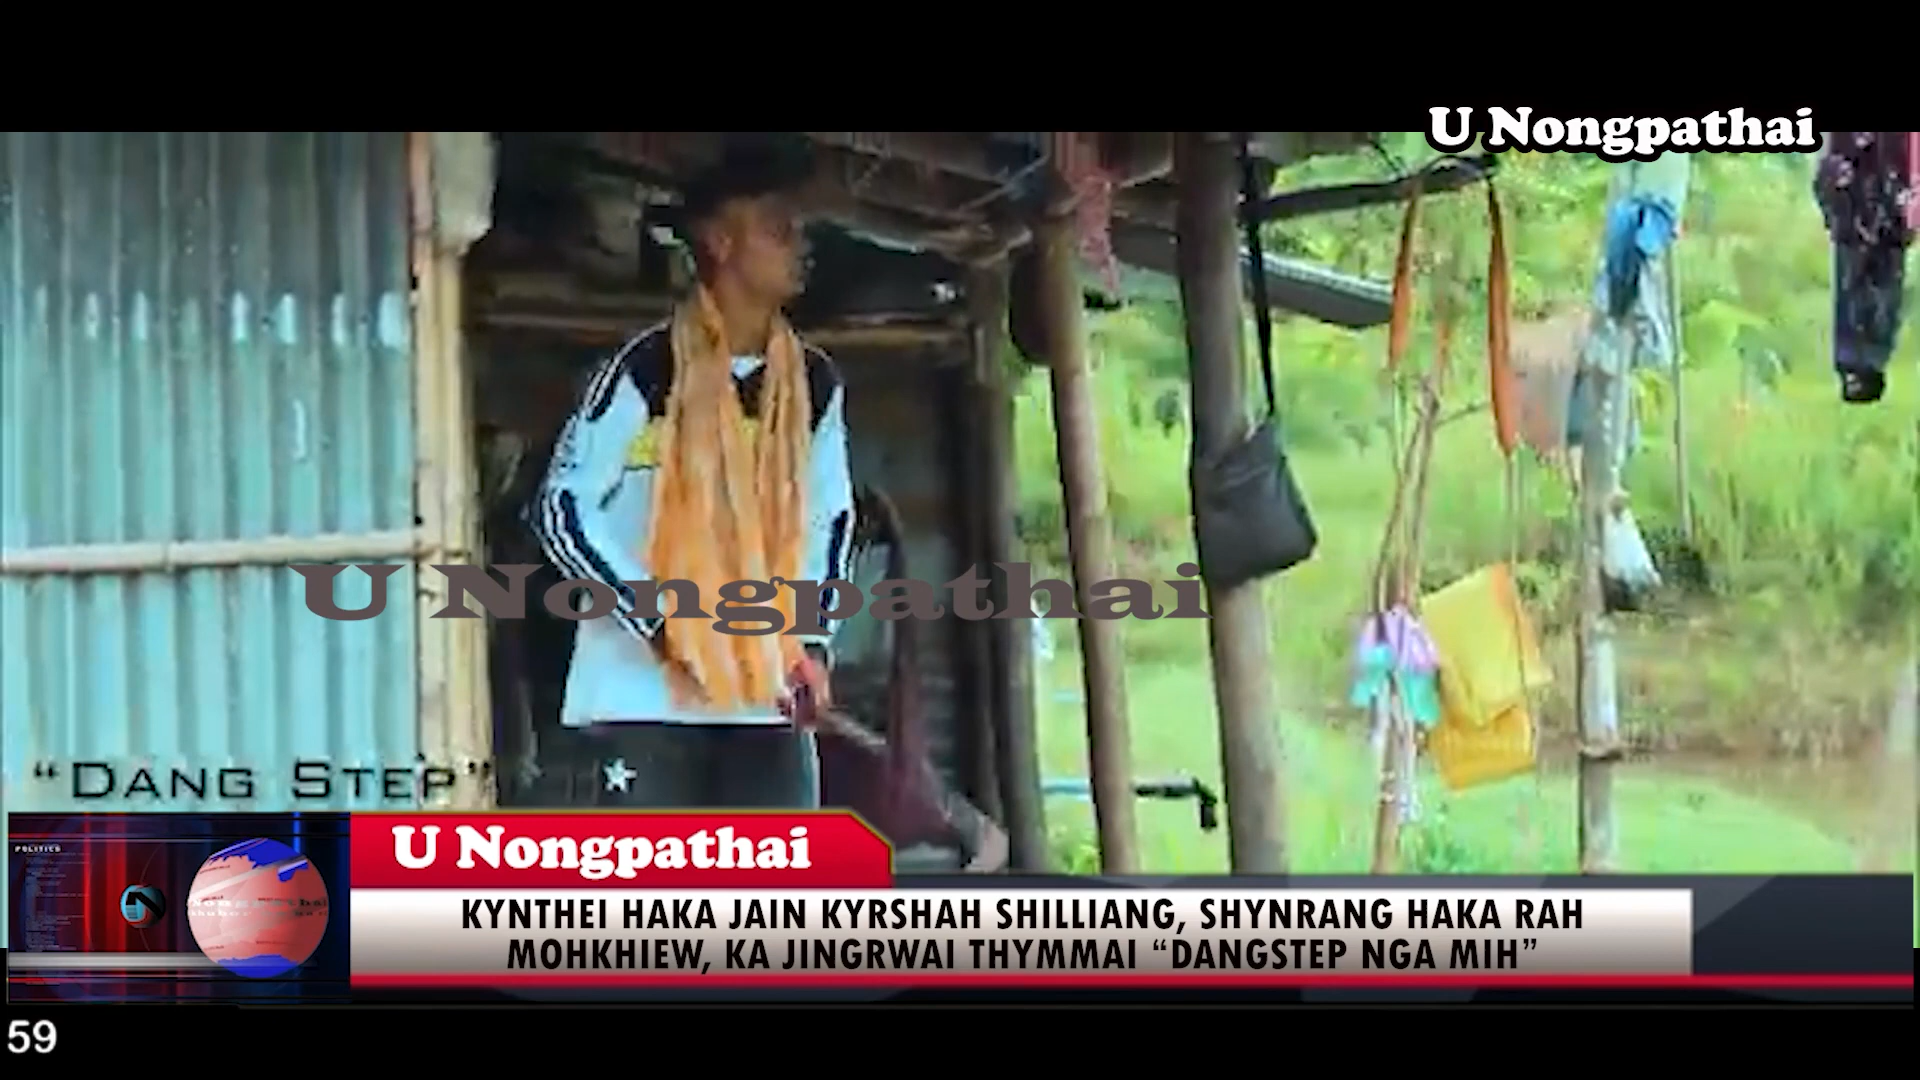 U Nongpathai
U Nongpathai
"DANG STEP"
POLITICS
U Nongpathai
KYNTHEI HAKA JAIN KYRSHAH SHILLIANG, SHYNRANG HAKA RAH
MOHKHIEW, KA JINGRWAI THYMMAI “DANGSTEP NGA MIH”
59